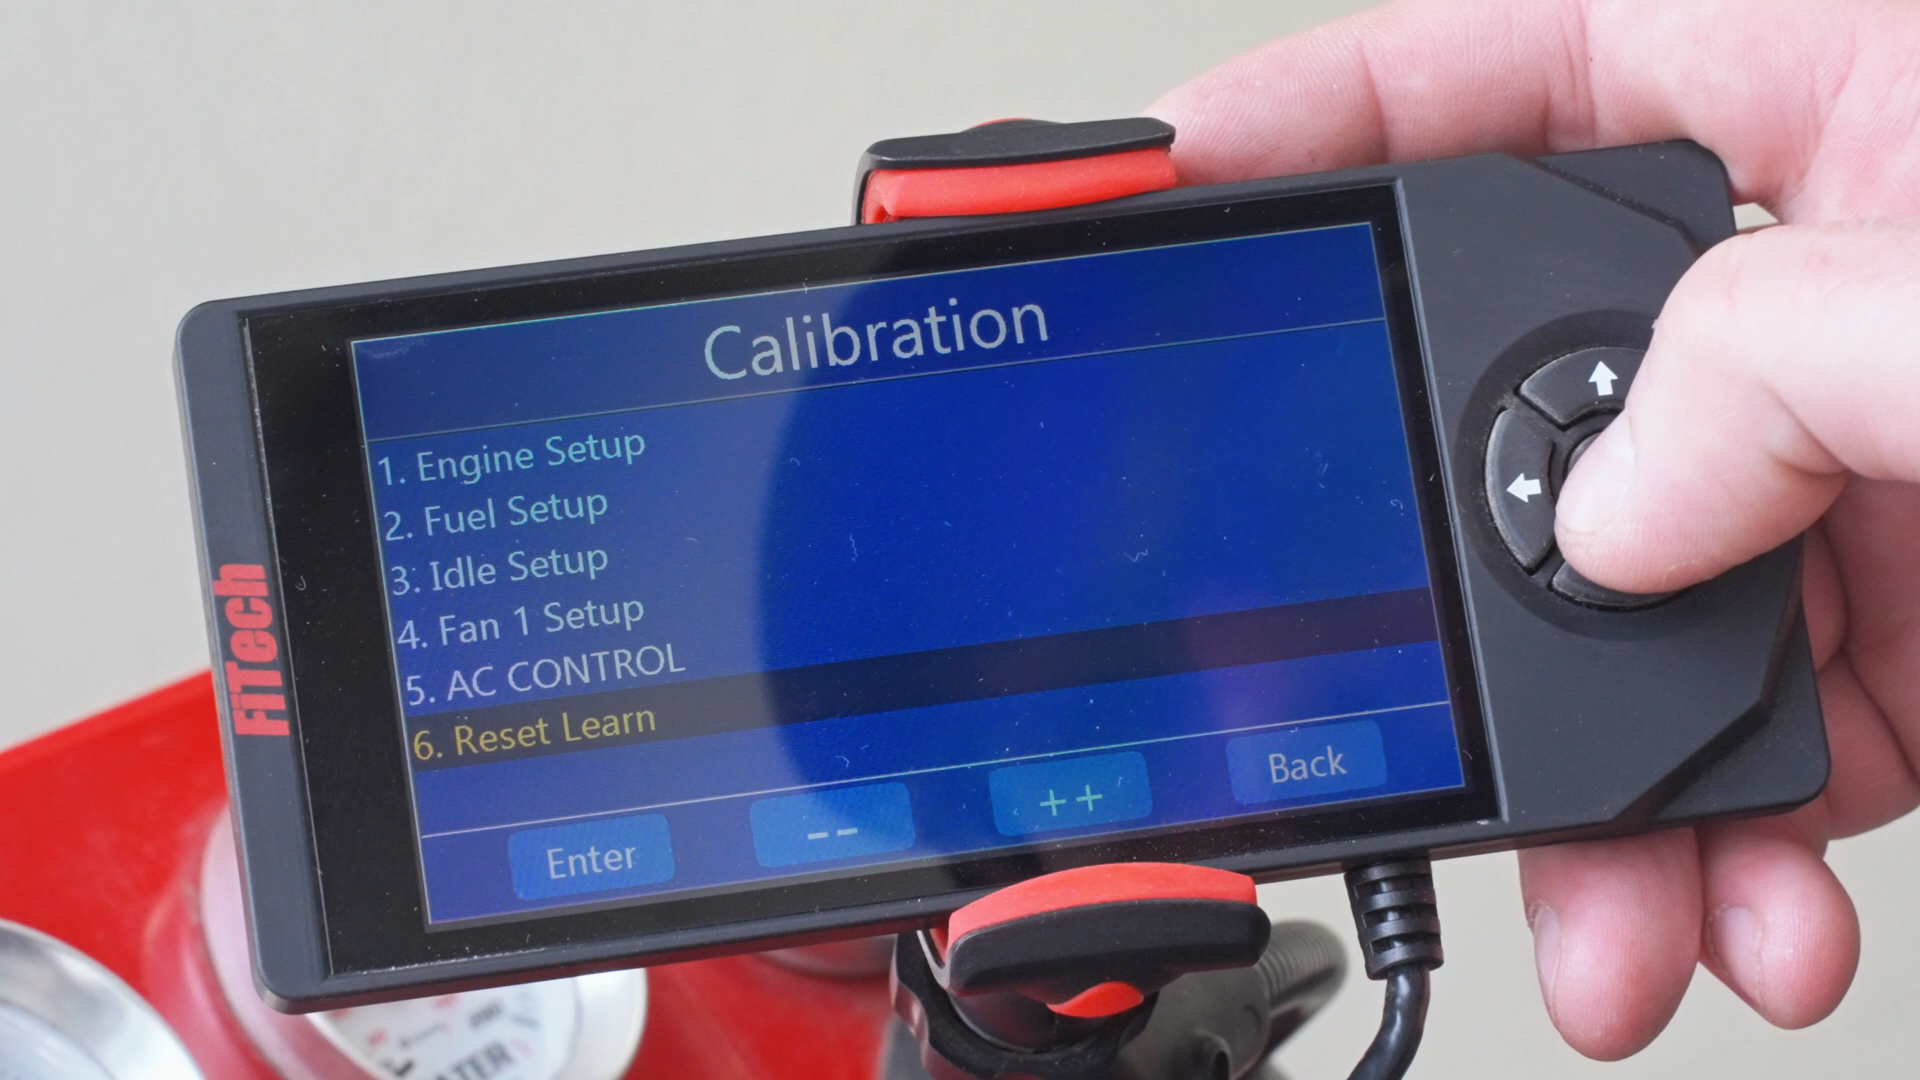 Calibration
1. Engine Setup
2. Fuel Setup
3. Idle Setup
4. Fan 1 Setup
5. AC CONTROL
6. Reset Learn
Enter
--
++
Back
FiTech